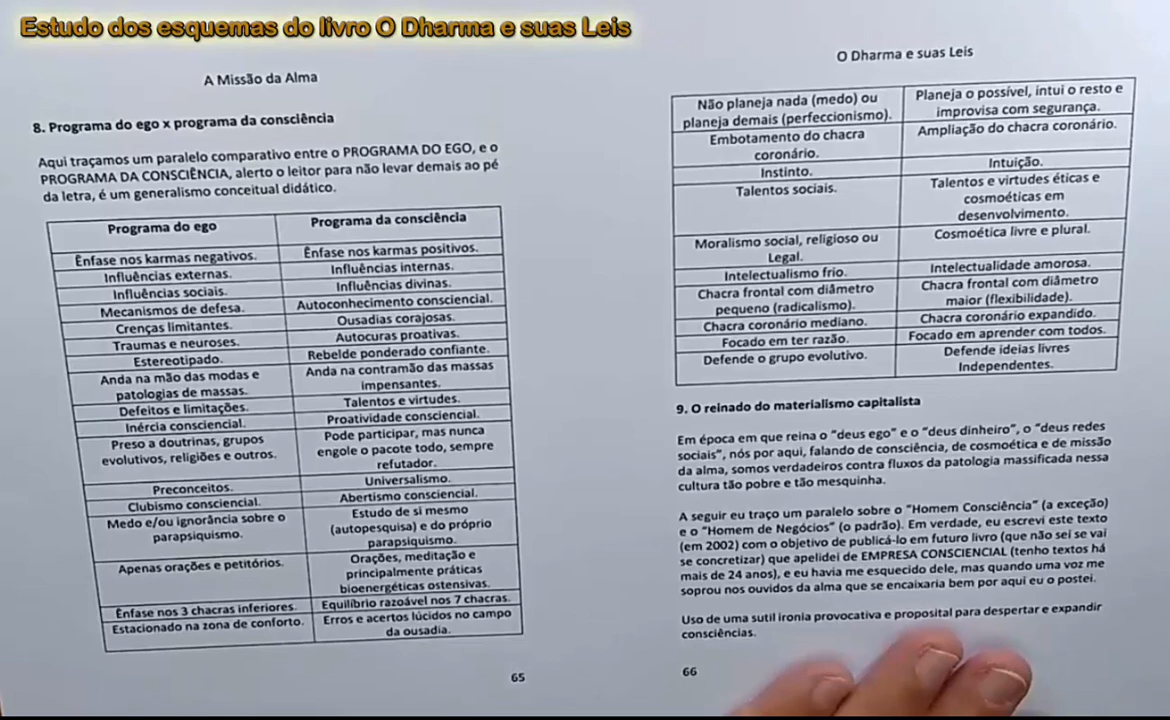 Estudo dos esquemas do livro O Dharma e suas Leis
A Missão da Alma
8. Programa do ego x programa da consciência
Aqui traçamos um paralelo comparativo entre o PROGRAMA DO EGO, e o
PROGRAMA DA CONSCIÊNCIA, alerto o leitor para não levar demais ao pé
da letra, é um generalismo conceitual didático.
Programa do ego
Programa da consciência
Ênfase nos karmas negativos.
Ênfase nos karmas positivos.
Influências externas.
Influências internas.
Influências sociais.
Influências divinas.
Mecanismos de defesa.
Autoconhecimento consciencial.
Crenças limitantes.
Ousadias corajosas.
Traumas e neuroses.
Autocuras proativas.
Estereotipado.
Rebelde ponderado confiante.
Anda na mão das modas e
patologias de massas.
Anda na contramão das massas
impensantes.
Defeitos e limitações.
Talentos e virtudes.
Inércia consciencial.
Proatividade consciencial.
Preso a doutrinas, grupos
evolutivos, religiões e outros.
Pode participar, mas nunca
engole o pacote todo, sempre
refutador.
Preconceitos.
Universalismo.
Clubismo consciencial.
Abertismo consciencial.
Medo e/ou ignorância sobre o
parapsiquismo.
Estudo de si mesmo
(autopesquisa) e do próprio
parapsiquismo.
Apenas orações e petitórios.
Orações, meditação e
principalmente práticas
bioenergéticas ostensivas.
Ênfase nos 3 chacras inferiores.
Equilíbrio razoável nos 7 chacras.
Estacionado na zona de conforto.
Erros e acertos lúcidos no campo
da ousadia.
65
O Dharma e suas Leis
Não planeja nada (medo) ou
planeja demais (perfeccionismo).
Planeja o possível, intui o resto e
improvisa com segurança.
Embotamento do chacra
coronário.
Ampliação do chacra coronário.
Instinto.
Intuição.
Talentos sociais.
Talentos e virtudes éticas e
cosmoéticas em
desenvolvimento.
Moralismo social, religioso ou
Legal.
Cosmoética livre e plural.
Intelectualismo frio.
Intelectualidade amorosa.
Chacra frontal com diâmetro
pequeno (radicalismo).
Chacra frontal com diâmetro
maior (flexibilidade).
Chacra coronário mediano.
Chacra coronário expandido.
Focado em ter razão.
Focado em aprender com todos.
Defende o grupo evolutivo.
Defende ideias livres
Independentes.
9. O reinado do materialismo capitalista
Em época em que reina o "deus ego" e o "deus dinheiro", o "deus redes
sociais", nós por aqui, falando de consciência, de cosmoética e de missão
da alma, somos verdadeiros contra fluxos da patologia massificada nessa
cultura tão pobre e tão mesquinha.
A seguir eu traço um paralelo sobre o "Homem Consciência" (a exceção)
e o "Homem de Negócios" (o padrão). Em verdade, eu escrevi este texto
(em 2002) com o objetivo de publicá-lo em futuro livro (que não sei se vai
se concretizar) que apelidei de EMPRESA CONSCIENCIAL (tenho textos há
mais de 24 anos), e eu havia me esquecido dele, mas quando uma voz me
soprou nos ouvidos da alma que se encaixaria bem por aqui eu o postei.
Uso de uma sutil ironia provocativa e proposital para despertar e expandir
consciências.
66